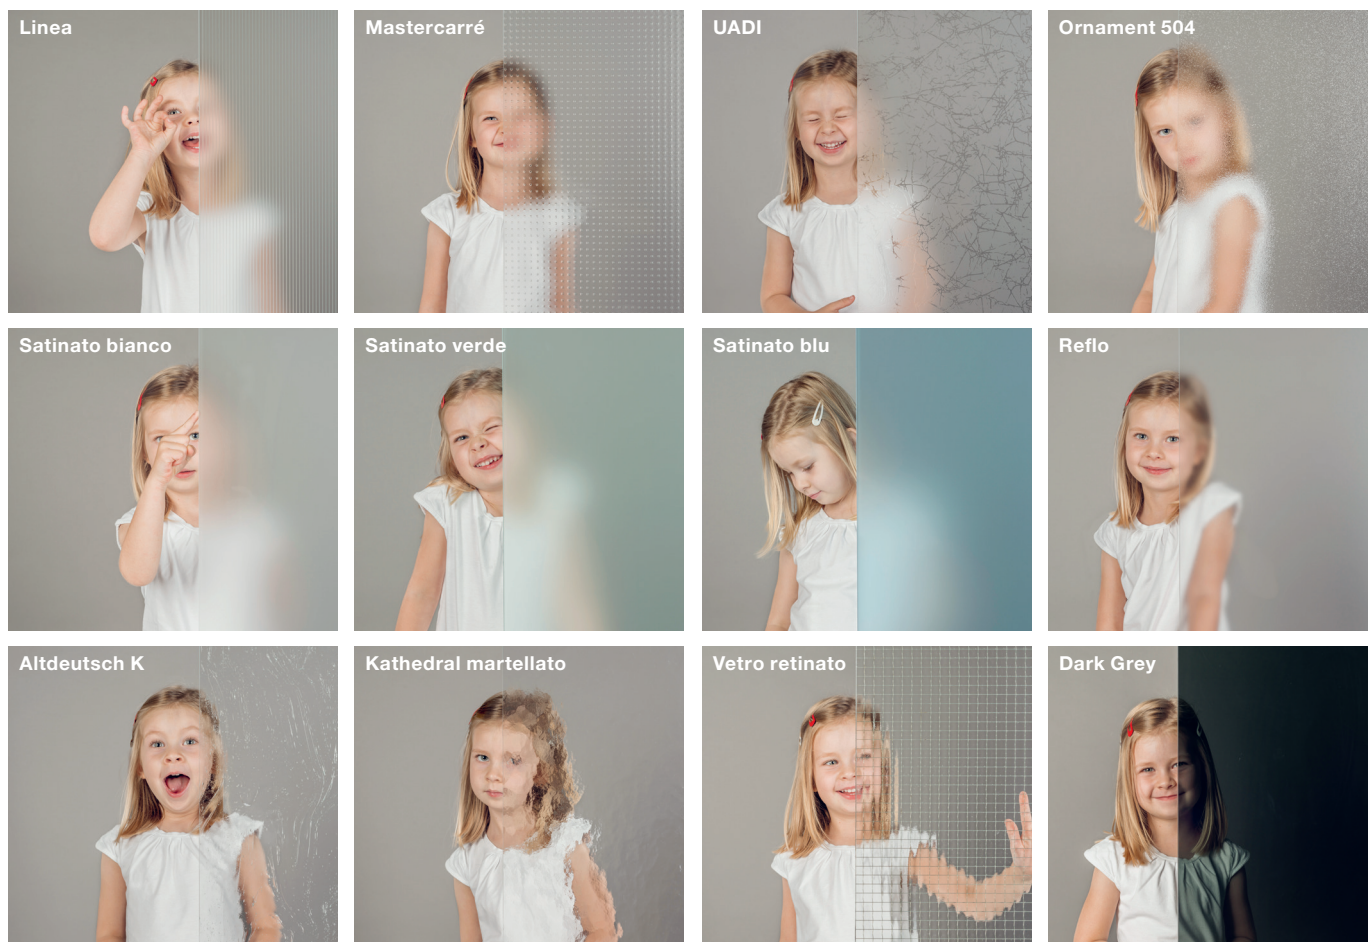 Linea
Mastercarré
UADI
Ornament 504
Satinato bianco
Satinato verde
Satinato blu
Reflo
Altdeutsch K
Kathedral martellato
Vetro retinato
Dark Grey